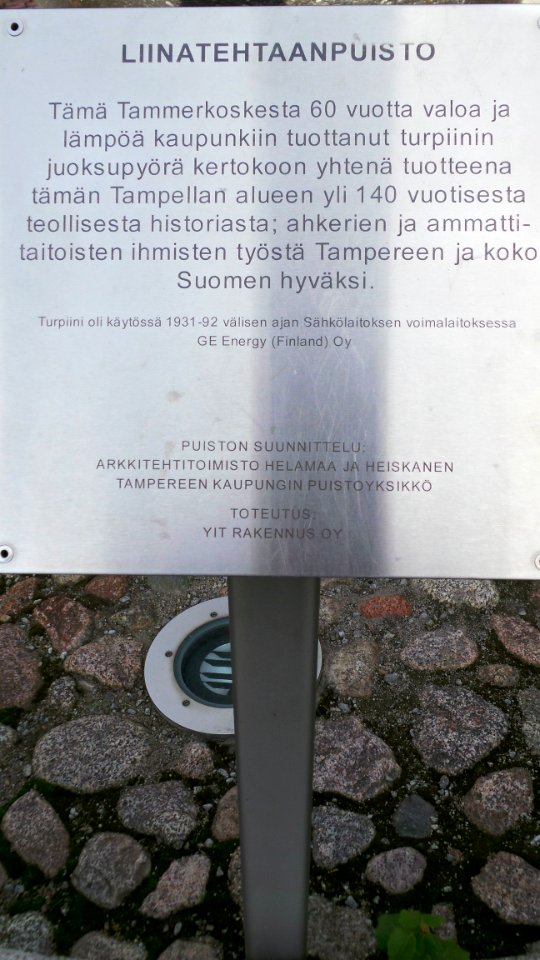 LIINATEHTAANPUISTO
Tämä Tammerkoskesta 60 vuotta valoa ja
lämpöä kaupunkiin tuottanut turpiinin
juoksupyörä kertokoon yhtenä tuotteena
tämän Tampellan alueen yli 140 vuotisesta
teollisesta historiasta; ahkerien ja ammatti-
taitoisten ihmisten työstä Tampereen ja koko
Suomen hyväksi.
Turpiini oli käytössä 1931-92 välisen ajan Sähkölaitoksen voimalaitoksessa
GE Energy (Finland) Oy
PUISTON SUUNNITTELU:
ARKKITEHTITOIMISTO HELAMAA JA HEISKANEN
TAMPEREEN KAUPUNGIN PUISTOYKSIKKÖ
TOTEUTUS:
YIT RAKENNUS OY